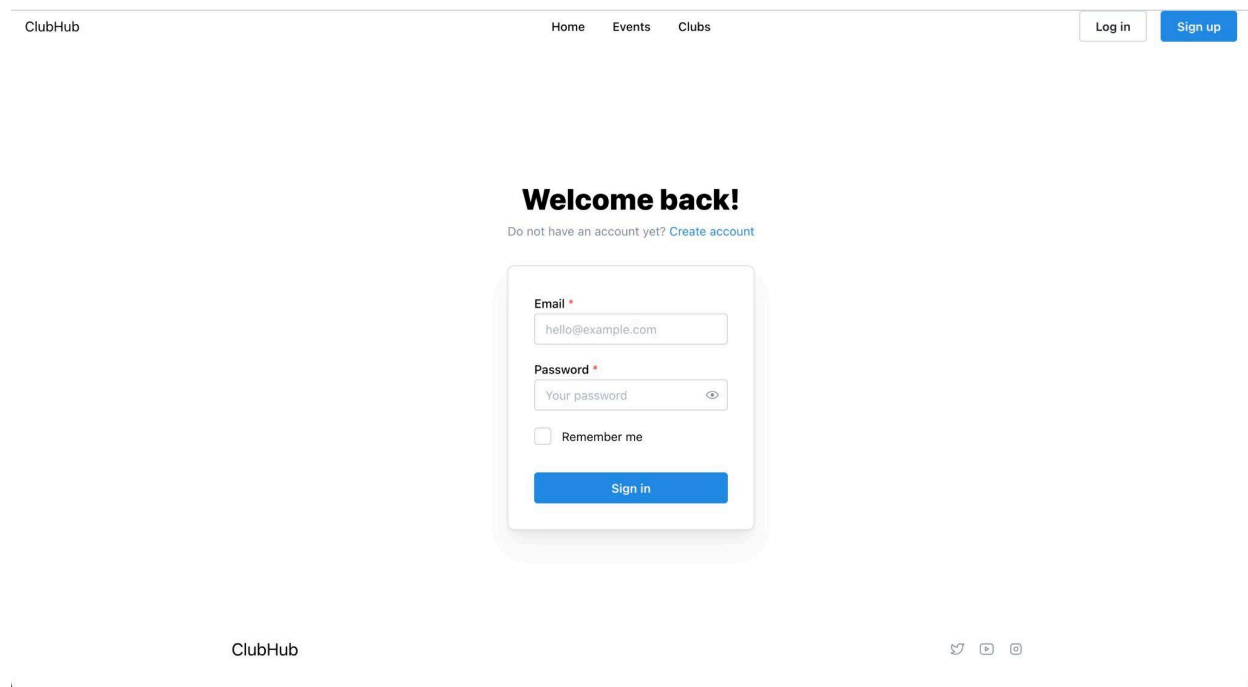 ClubHub Home Events Clubs Log in Sign up
Welcome back!
Do not have an account yet? Create account
Email *
hello@example.com
Password *
Your password
Remember me
Sign in
ClubHub